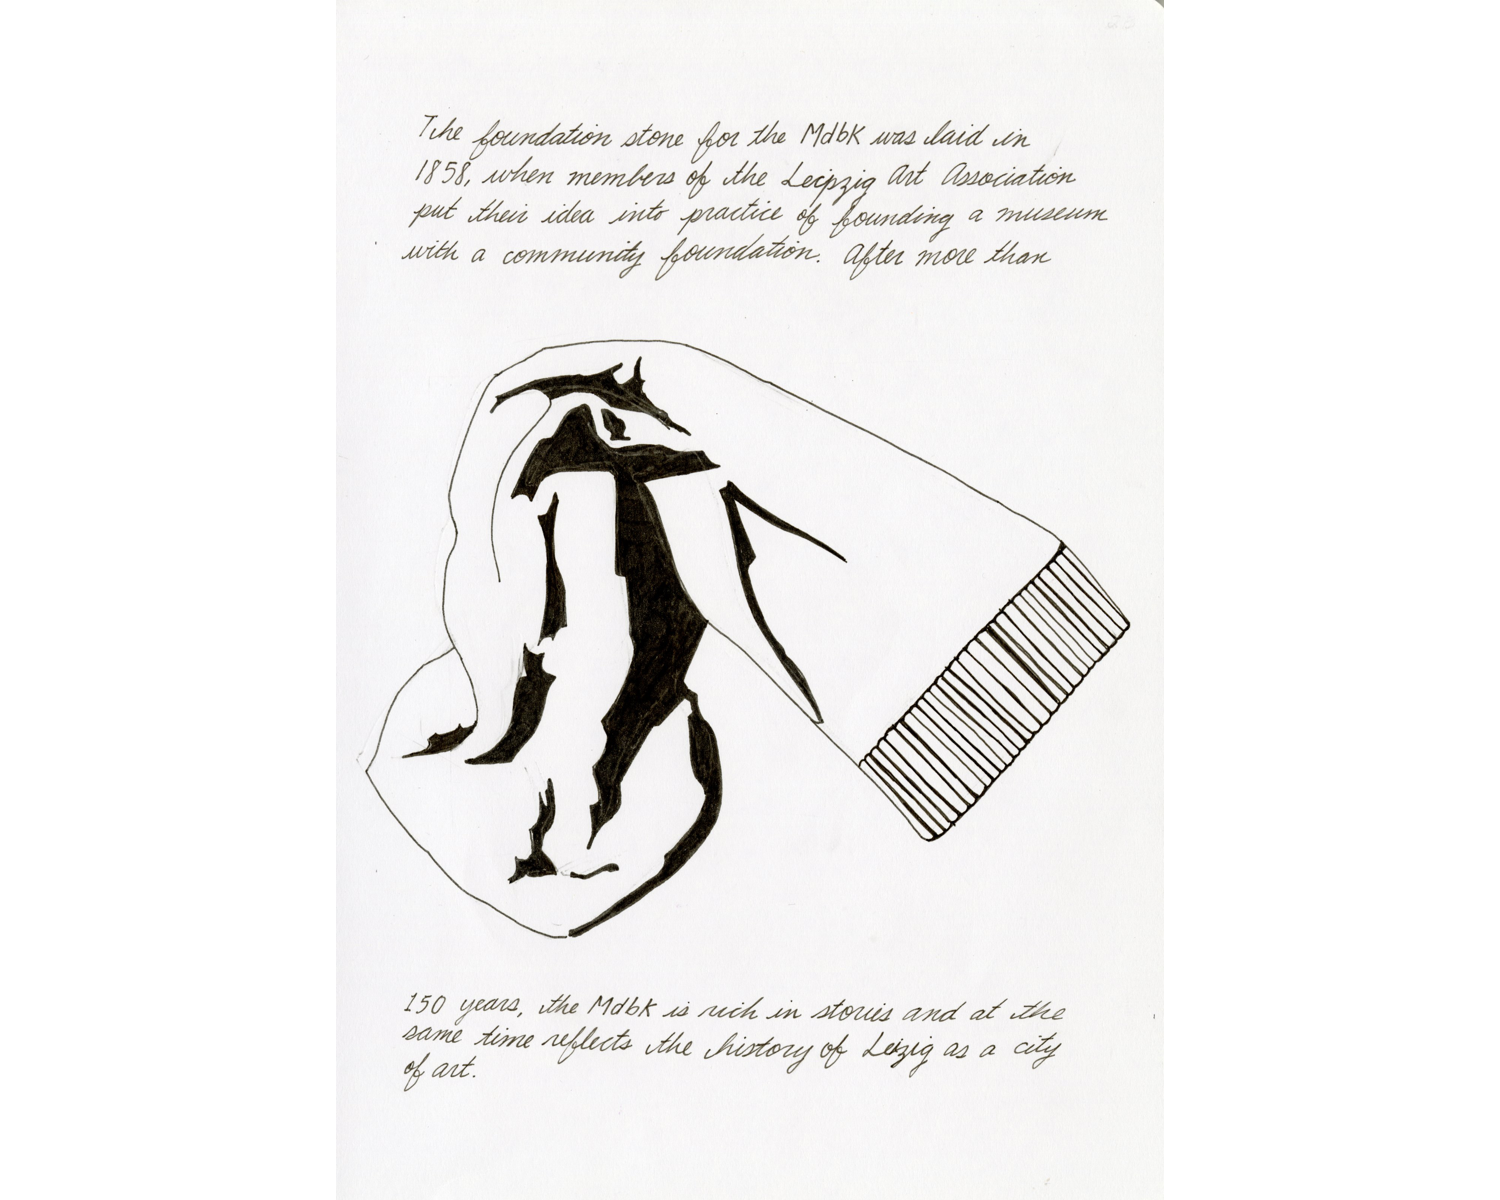 The foundation stone for the MdbK was laid in
1858, when members of the Leipzig Art Association
put their idea into practice of founding a museum
with a community foundation. After more than
150 years, the MdbK is rich in stories and at the
same time reflects the history of Leizig as a city
of art.